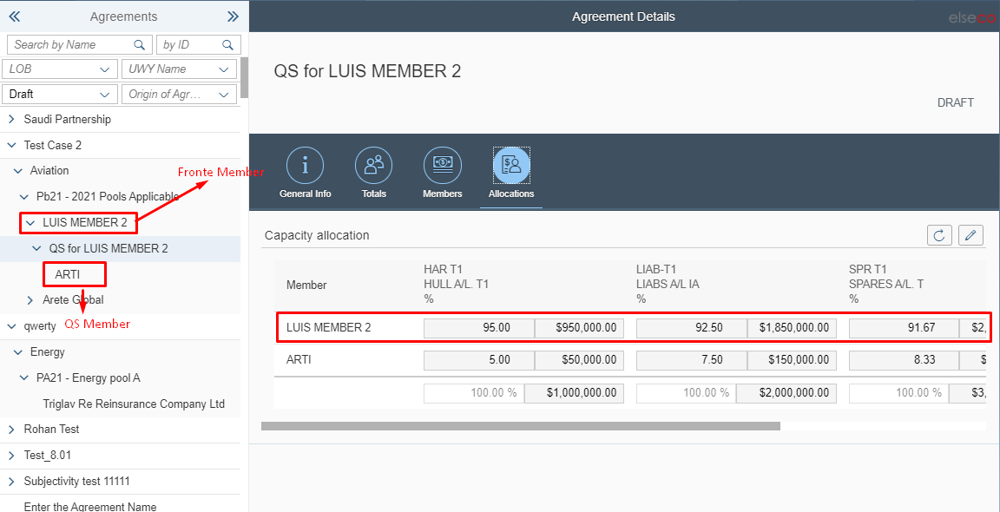 Agreements
Agreement Details
elseco
Search by Name
by ID
LOB
UWY Name
Draft
Origin of Agr…
Saudi Partnership
Test Case 2
Aviation
Fronte Member
Pb21 - 2021 Pools Applicable
LUIS MEMBER 2
QS for LUIS MEMBER 2
ARTI
Arete Global
qwerty
QS Member
Energy
PA21 - Energy pool A
Triglav Re Reinsurance Company Ltd
Rohan Test
Test_8.01
Subjectivity test 11111
Enter the Agreement Name
QS for LUIS MEMBER 2
DRAFT
General Info
Totals
Members
Allocations
Capacity allocation
Member
HAR T1
HULL A/L. T1
%
LIAB-T1
LIABS A/L IA
%
SPR T1
SPARES A/L. T
%
LUIS MEMBER 2 95.00 $950,000.00 92.50 $1,850,000.00 91.67 $2,
ARTI 5.00 $50,000.00 7.50 $150,000.00 8.33 $
100.00 % $1,000,000.00 100.00 % $2,000,000.00 100.00 % $3,